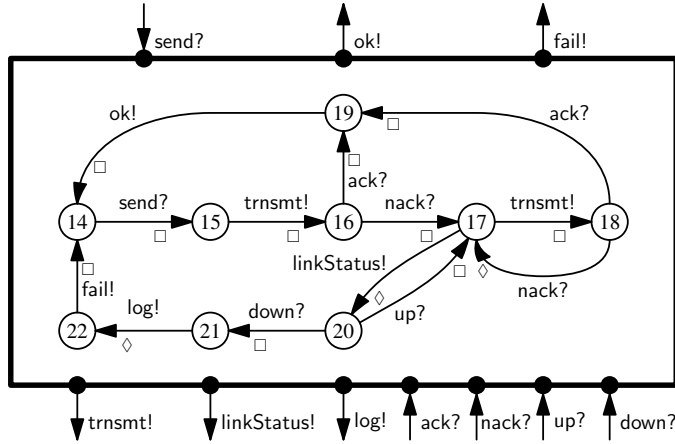 send? ok! fail!
ok! 19 ack?
□ □
□
ack?
14 send? 15 trnsmt! 16 nack? 17 trnsmt! 18
□ □ □ □
linkStatus! □ ◊ nack?
□ ◊
fail! log! down? up?
22 21 20
◊ □
trnsmt! linkStatus! log! ack? nack? up? down?